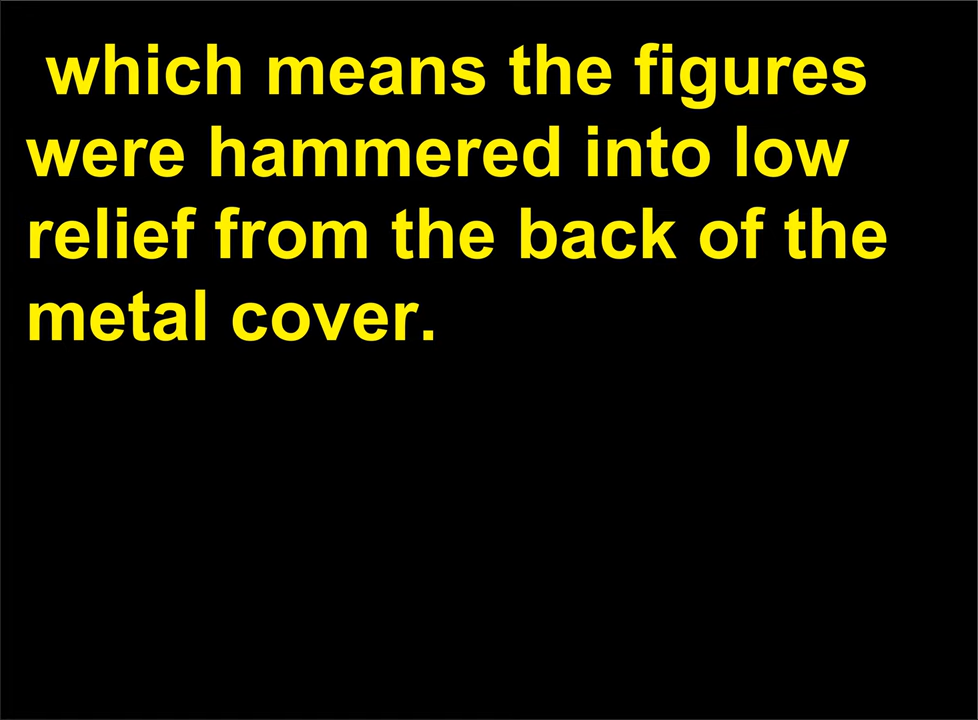 which means the figures
were hammered into low
relief from the back of the
metal cover.